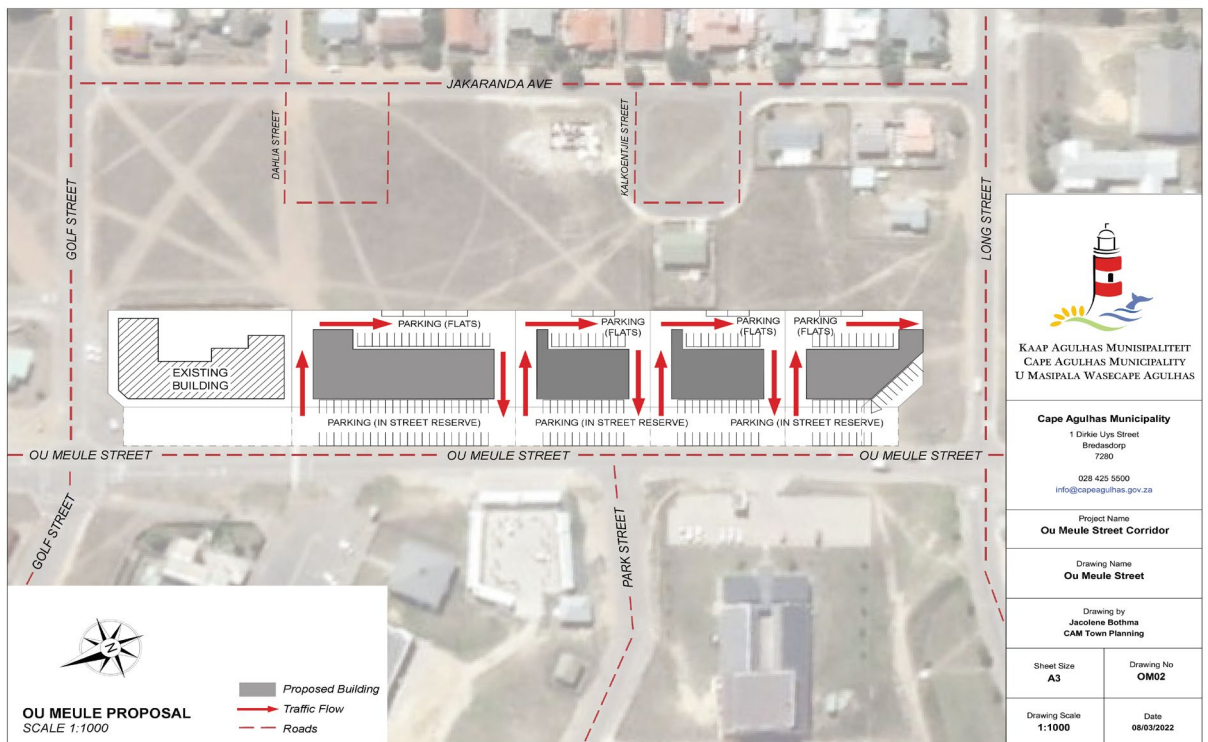 JAKARANDA AVE
DAHLIA STREET
KALKOENTJIE STREET
GOLF STREET
LONG STREET
PARKING (FLATS)
PARKING
(FLATS)
PARKING
(FLATS)
PARKING
(FLATS)
EXISTING
BUILDING
PARKING (IN STREET RESERVE)
PARKING (IN STREET RESERVE)
PARKING (IN STREET RESERVE)
OU MEULE STREET
OU MEULE STREET
OU MEULE STREET
GOLF STREET
PARK STREET
N
OU MEULE PROPOSAL
SCALE 1:1000
Proposed Building
Traffic Flow
Roads
KAAP AGULHAS MUNISIPALITEIT
CAPE AGULHAS MUNICIPALITY
U MASIPALA WASECAPE AGULHAS
Cape Agulhas Municipality
1 Dirkie Uys Street
Bredasdorp
7280
028 425 5500
info@capeagulhas.gov.za
Project Name
Ou Meule Street Corridor
Drawing Name
Ou Meule Street
Drawing by
Jacolene Bothma
CAM Town Planning
Sheet Size
A3
Drawing No
OM02
Drawing Scale
1:1000
Date
08/03/2022